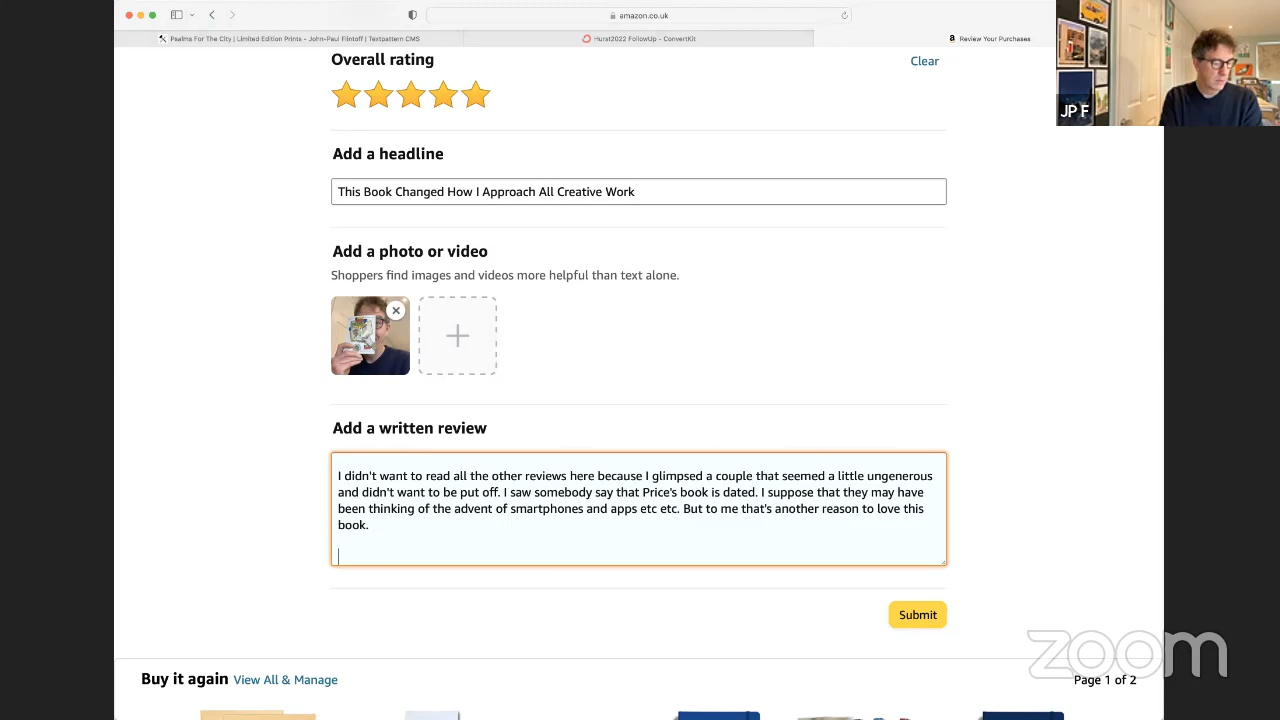 amazon.co.uk
Psalms For The City | Limited Edition Prints - John-Paul Flintoff | Textpattern CMS
Hurst2022 FollowUp - ConvertKit
Review Your Purchases
JP F
Overall rating
Clear
Add a headline
This Book Changed How I Approach All Creative Work
Add a photo or video
Shoppers find images and videos more helpful than text alone.
Add a written review
I didn't want to read all the other reviews here because I glimpsed a couple that seemed a little ungenerous
and didn't want to be put off. I saw somebody say that Price's book is dated. I suppose that they may have
been thinking of the advent of smartphones and apps etc etc. But to me that's another reason to love this
book.
Submit
zoom
Buy it again View All & Manage
Page 1 of 2